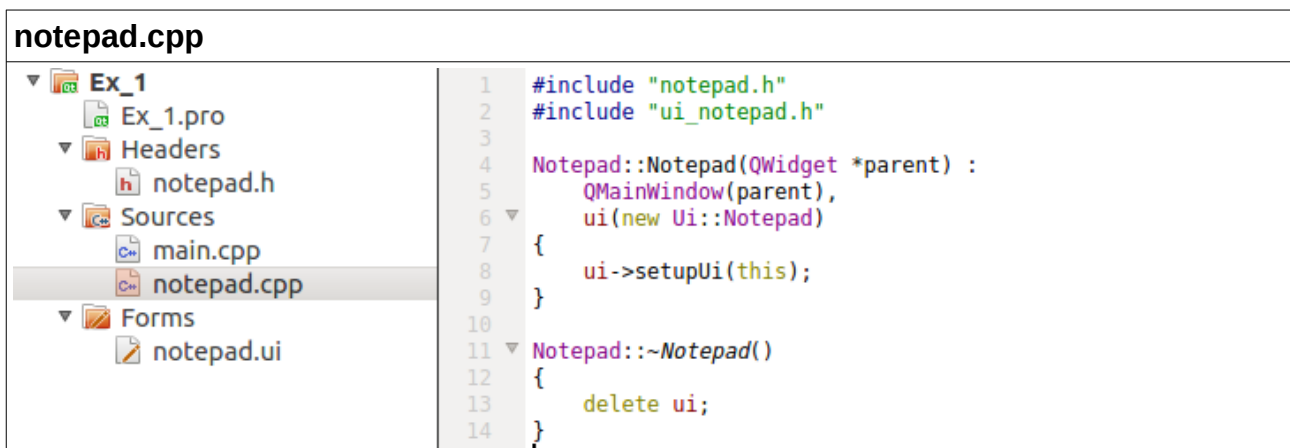 notepad.cpp
Ex_1
Ex_1.pro
Headers
notepad.h
Sources
main.cpp
notepad.cpp
Forms
notepad.ui
1 #include "notepad.h"
2 #include "ui_notepad.h"
3
4 Notepad::Notepad(QWidget *parent) :
5     QMainWindow(parent),
6     ui(new Ui::Notepad)
7 {
8     ui->setupUi(this);
9 }
10
11 Notepad::~Notepad()
12 {
13     delete ui;
14 }